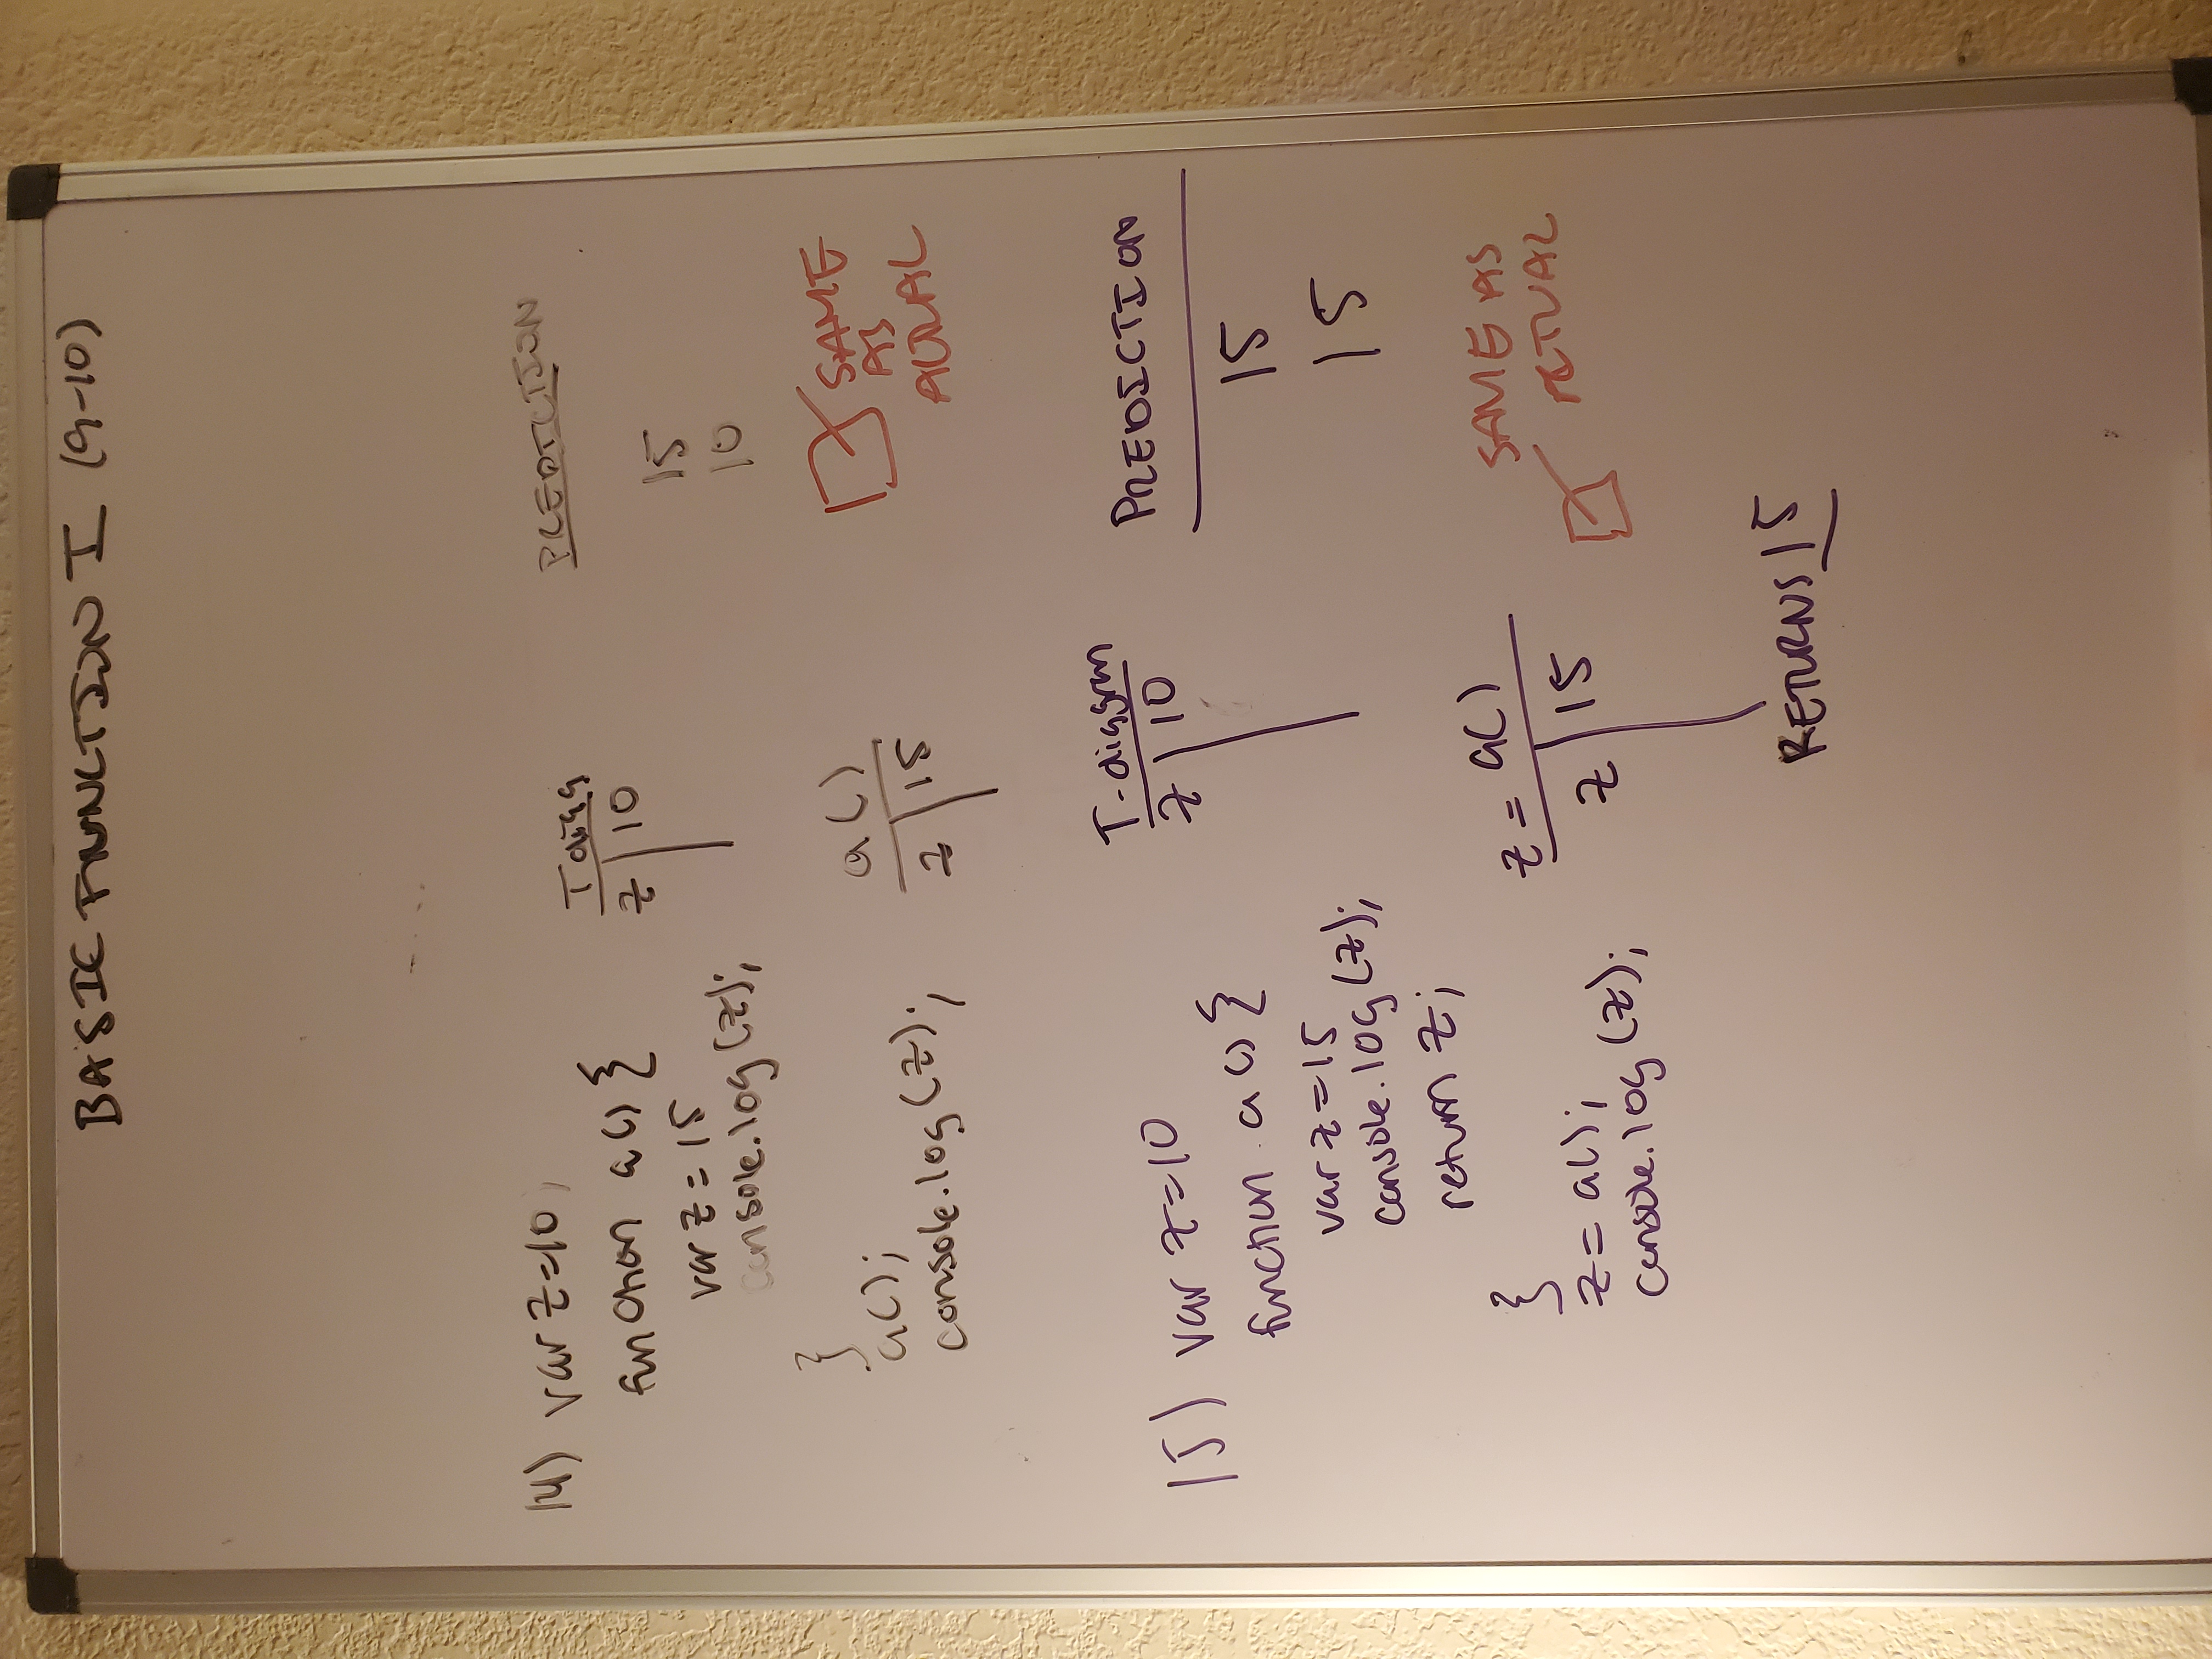 BASIC FUNNCTION I (9-10)
14) var z=10;
function a() {
var z = 15
console.log(z);
}
a();
console.log(z);
T diag
z 10
a()
z 15
PREDICTION
15
10
SAME
AS
ACTUAL
15) var z=10
function a() {
var z=15
console.log(z);
return z;
}
z = a();
console.log(z);
T-diagram
z 10
z = a()
z 15
RETURNS 15
PREDICTION
15
15
SAME AS
ACTUAL